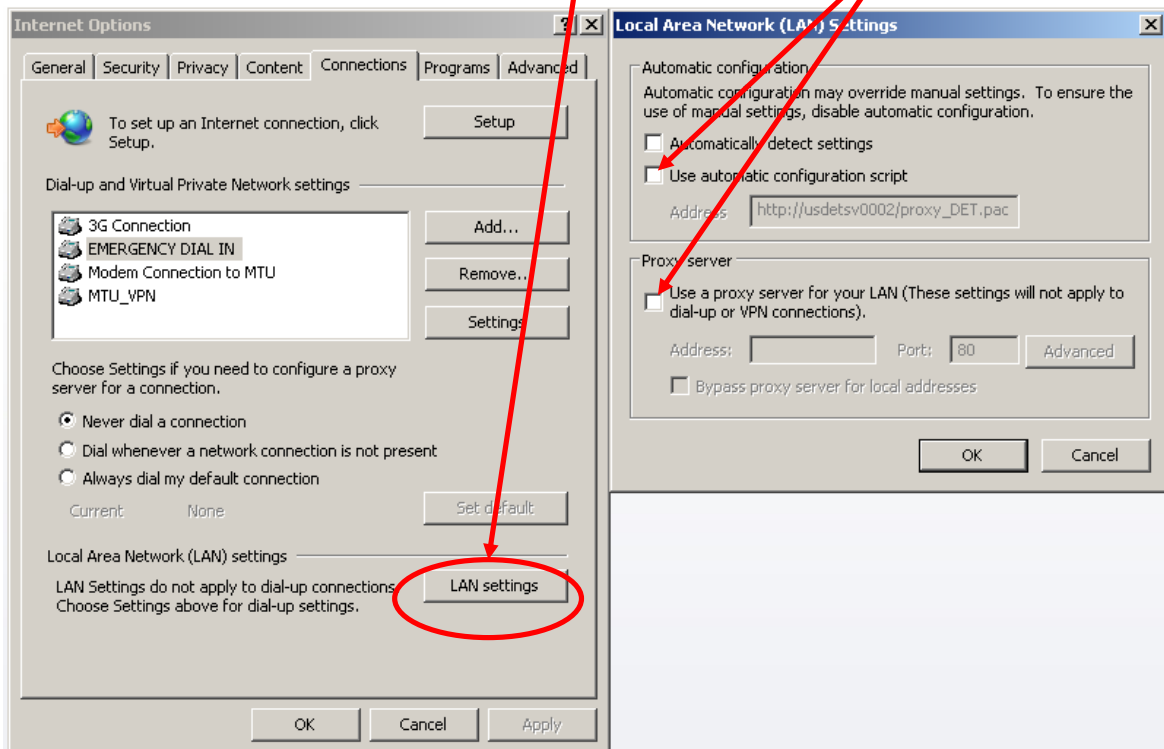 Internet Options
General Security Privacy Content Connections Programs Advanced
To set up an Internet connection, click
Setup.
Setup
Dial-up and Virtual Private Network settings
3G Connection
EMERGENCY DIAL IN
Modem Connection to MTU
MTU_VPN
Add...
Remove...
Settings
Choose Settings if you need to configure a proxy
server for a connection.
Never dial a connection
Dial whenever a network connection is not present
Always dial my default connection
Current None
Set default
Local Area Network (LAN) settings
LAN Settings do not apply to dial-up connections.
Choose Settings above for dial-up settings.
LAN settings
OK Cancel Apply
Local Area Network (LAN) Settings
Automatic configuration
Automatic configuration may override manual settings. To ensure the
use of manual settings, disable automatic configuration.
Automatically detect settings
Use automatic configuration script
Address http://usdetsv0002/proxy_DET.pac
Proxy server
Use a proxy server for your LAN (These settings will not apply to
dial-up or VPN connections).
Address: Port: 80 Advanced
Bypass proxy server for local addresses
OK Cancel